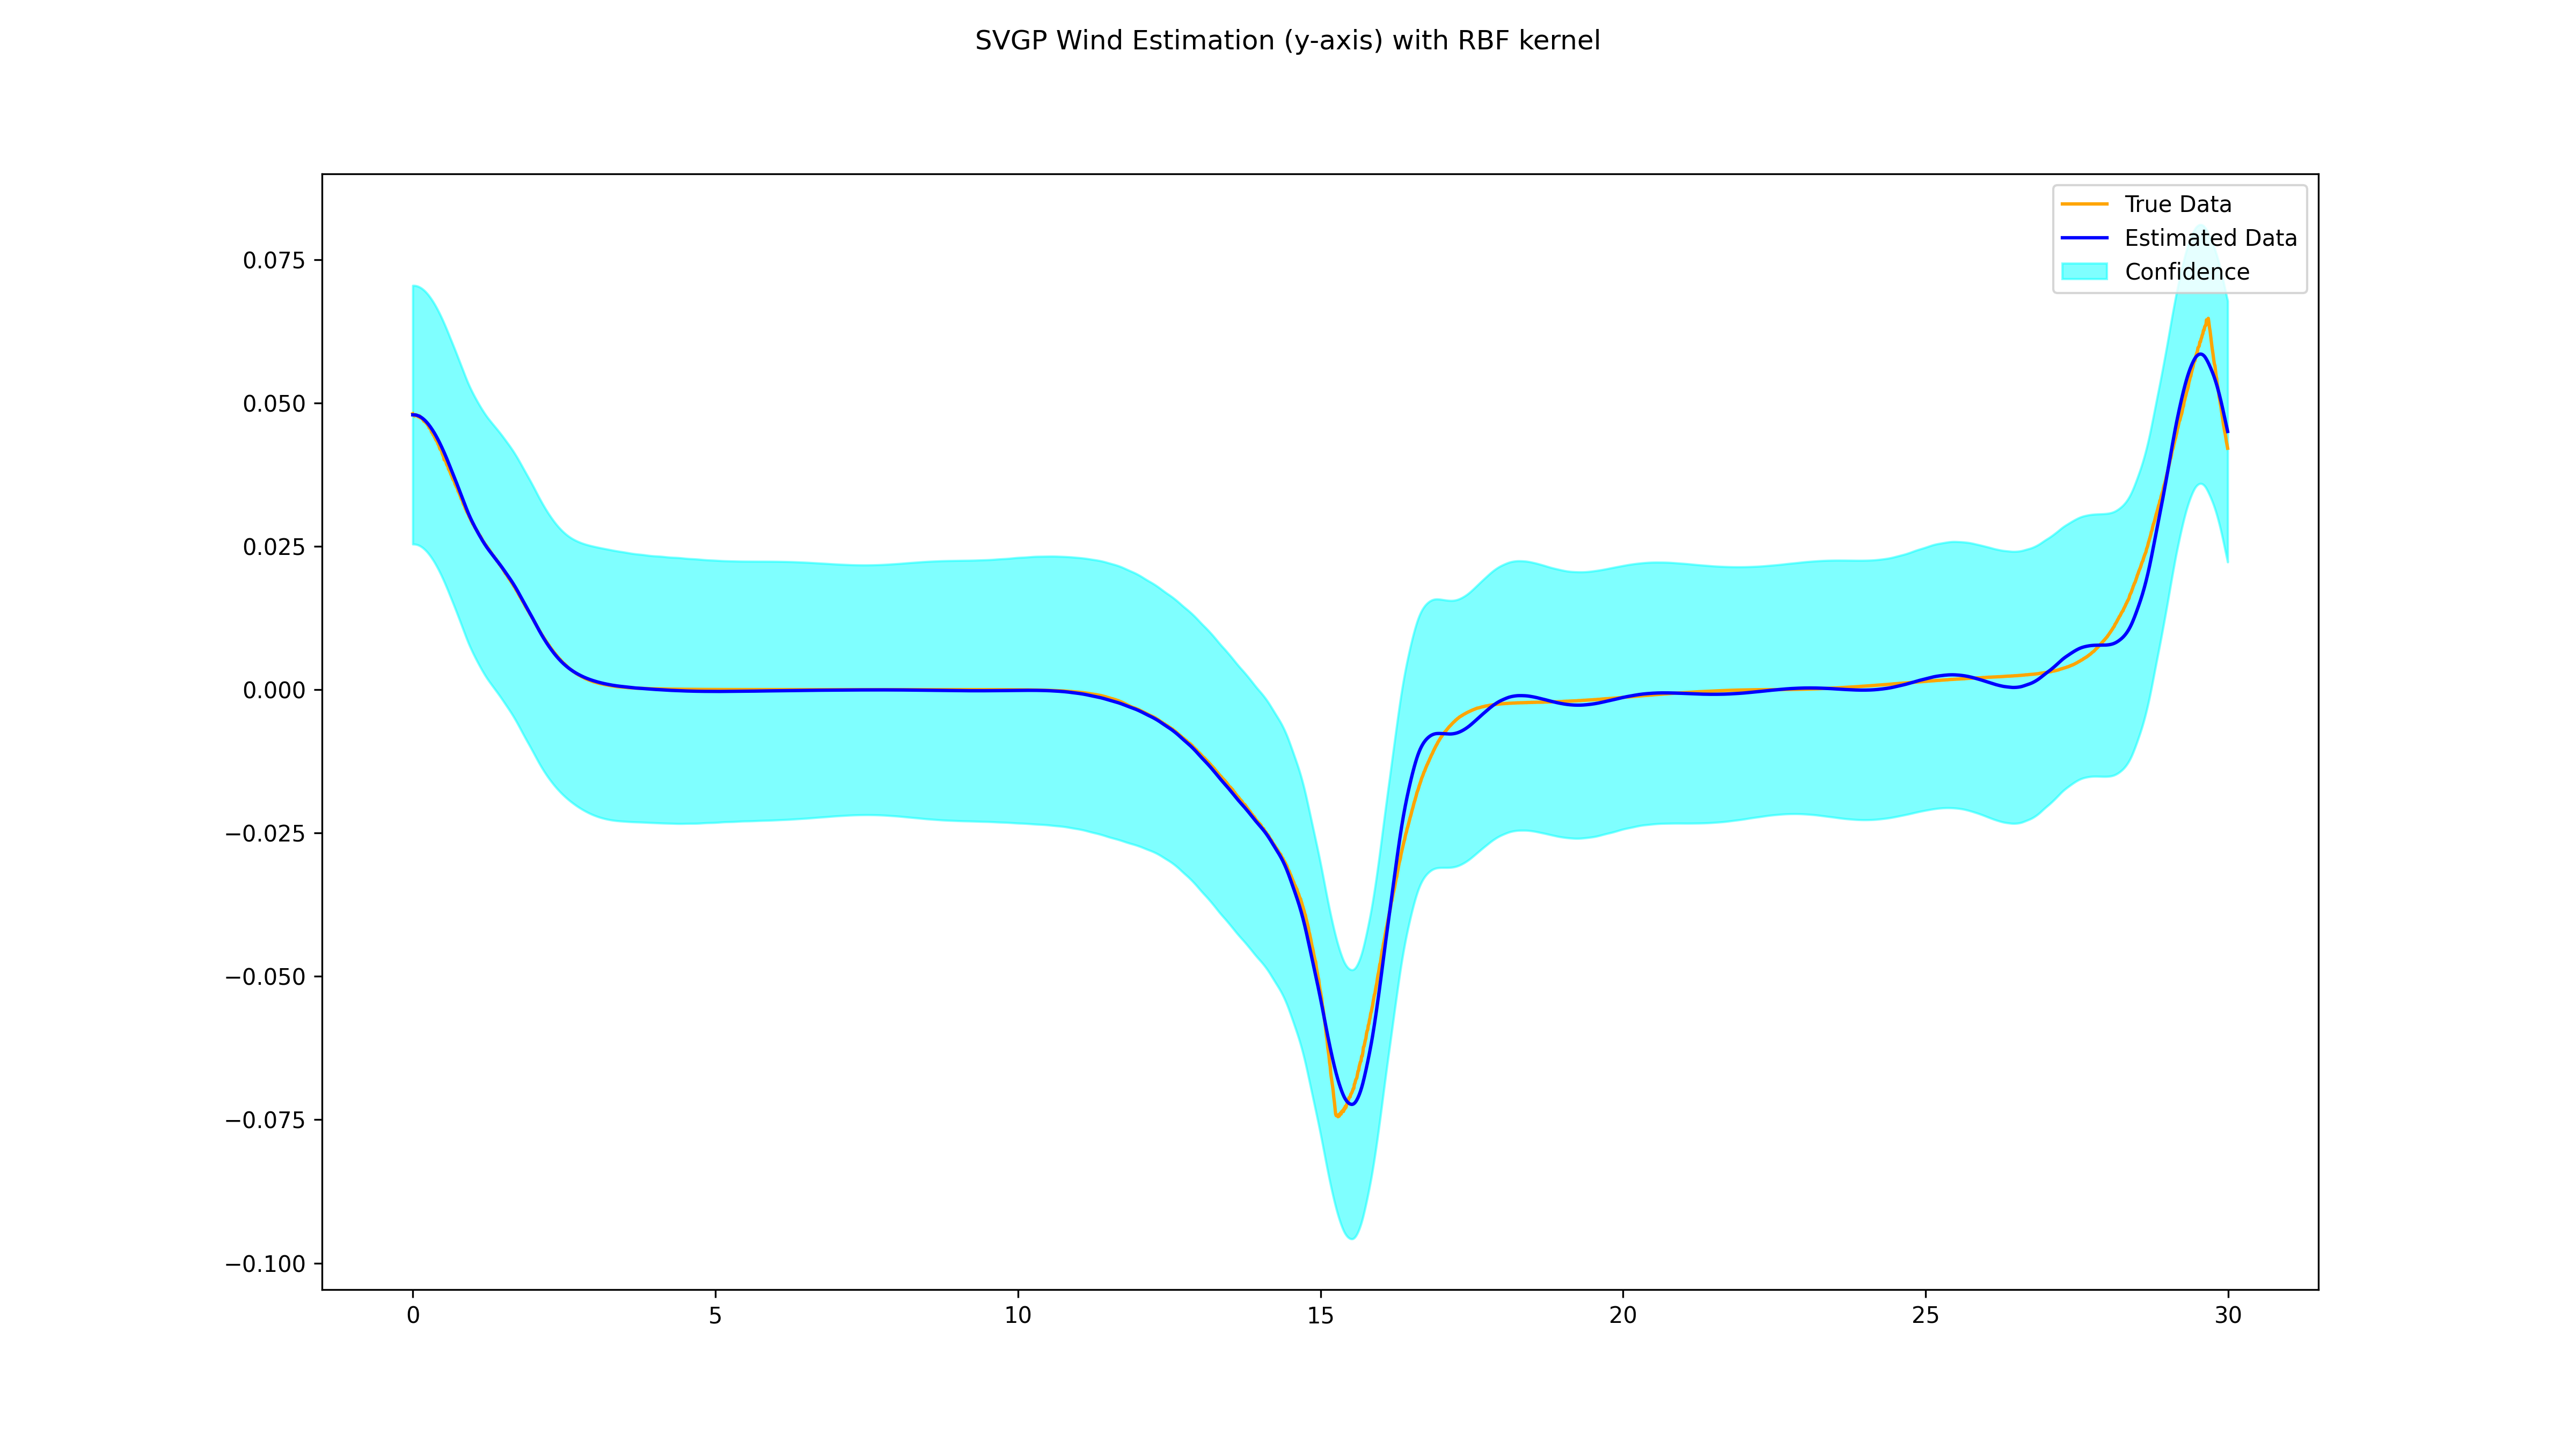 SVGP Wind Estimation (y-axis) with RBF kernel
True Data
Estimated Data
Confidence
0.075
0.050
0.025
0.000
−0.025
−0.050
−0.075
−0.100
0 5 10 15 20 25 30